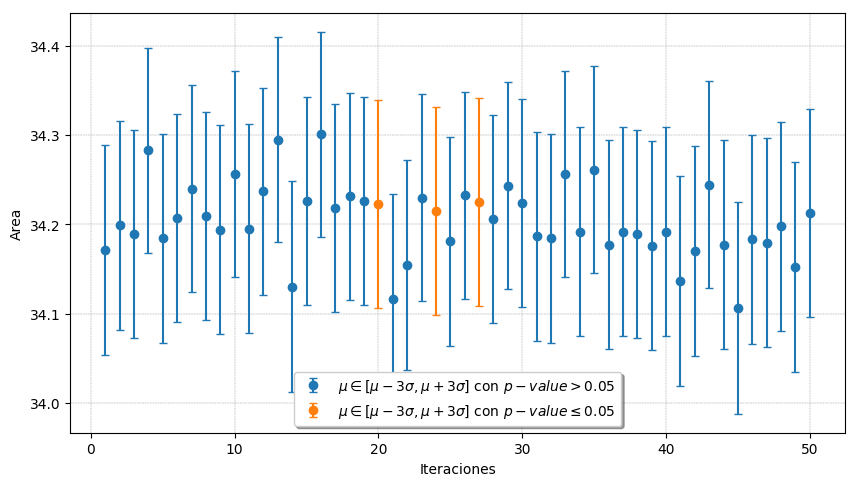 34.4
34.3
34.2
34.1
34.0
Area
0 10 20 30 40 50
Iteraciones
μ ∈ [μ − 3σ, μ + 3σ] con p − value > 0.05
μ ∈ [μ − 3σ, μ + 3σ] con p − value ≤ 0.05